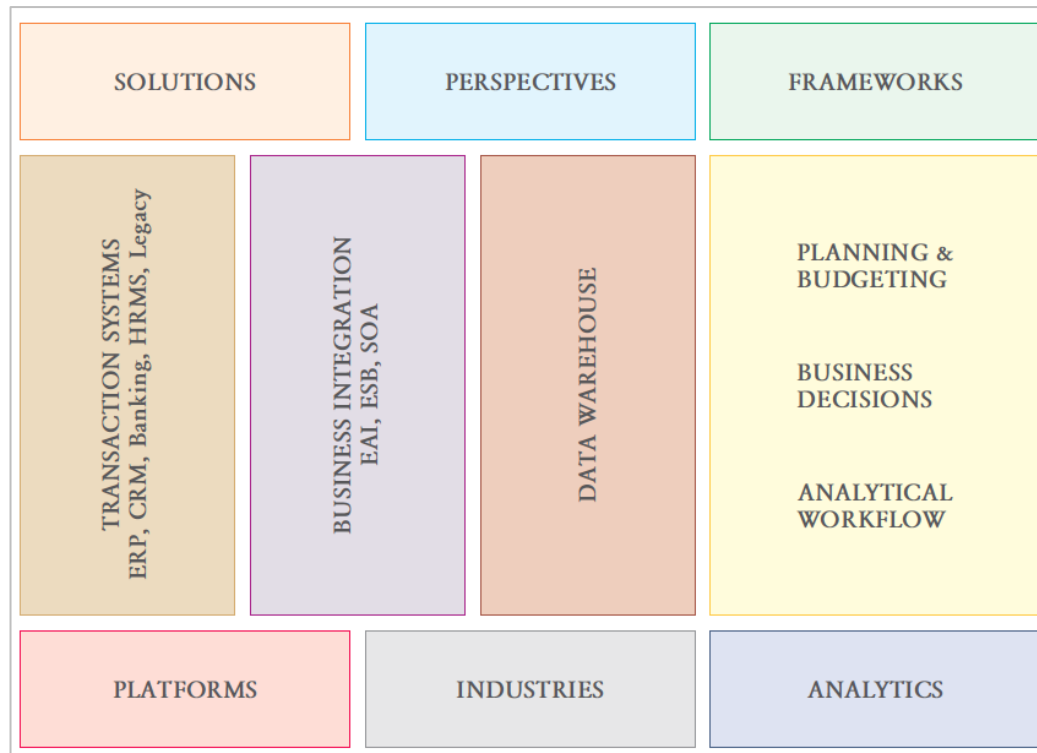 SOLUTIONS
PERSPECTIVES
FRAMEWORKS
TRANSACTION SYSTEMS
ERP, CRM, Banking, HRMS, Legacy
BUSINESS INTEGRATION
EAI, ESB, SOA
DATA WAREHOUSE
PLANNING &
BUDGETING
BUSINESS
DECISIONS
ANALYTICAL
WORKFLOW
PLATFORMS
INDUSTRIES
ANALYTICS